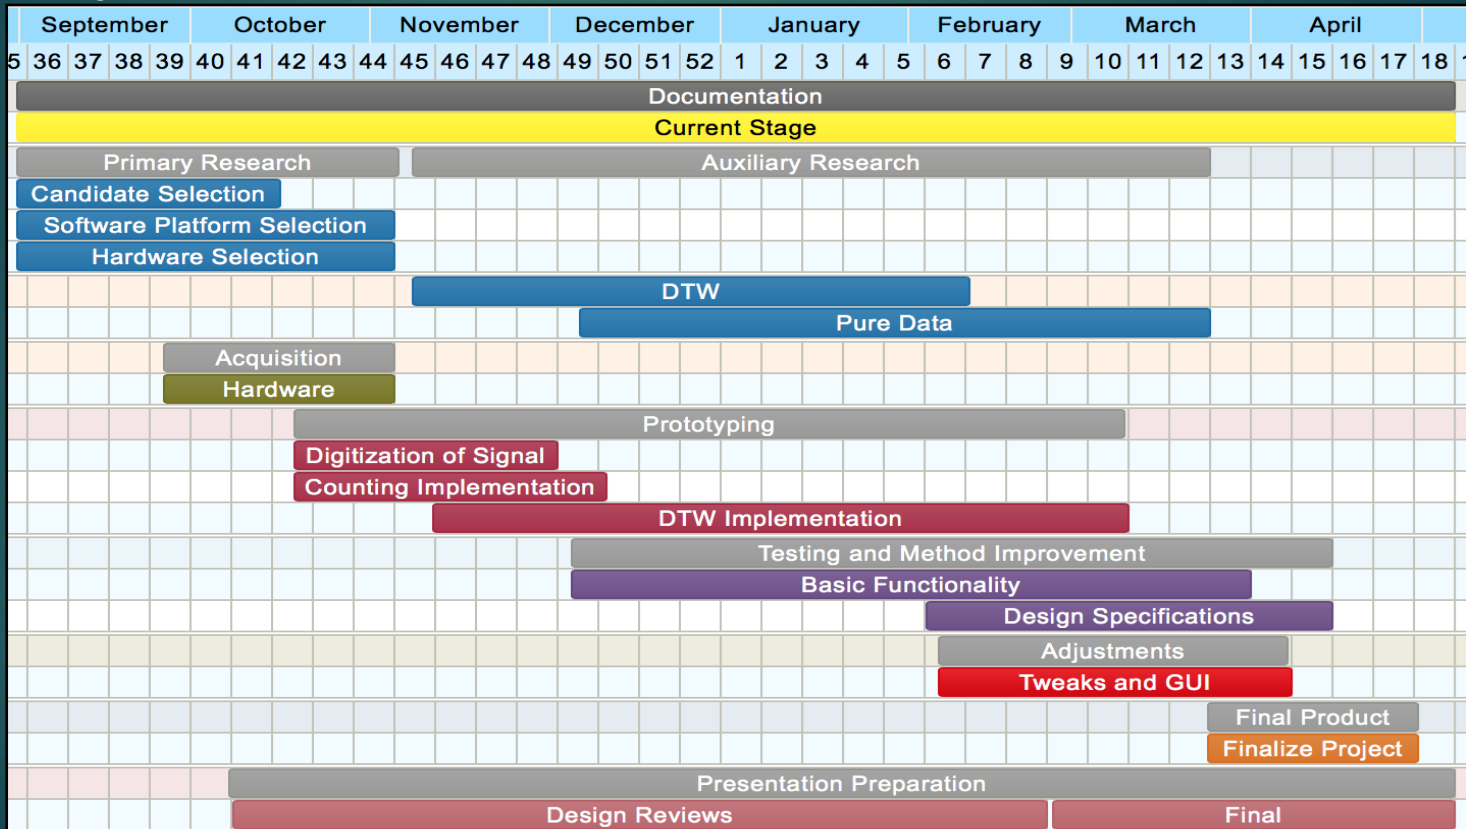 September October November December January February March April
5 36 37 38 39 40 41 42 43 44 45 46 47 48 49 50 51 52 1 2 3 4 5 6 7 8 9 10 11 12 13 14 15 16 17 18 1
Documentation
Current Stage
Primary Research Auxiliary Research
Candidate Selection
Software Platform Selection
Hardware Selection
DTW
Pure Data
Acquisition
Hardware
Prototyping
Digitization of Signal
Counting Implementation
DTW Implementation
Testing and Method Improvement
Basic Functionality
Design Specifications
Adjustments
Tweaks and GUI
Final Product
Finalize Project
Presentation Preparation
Design Reviews Final